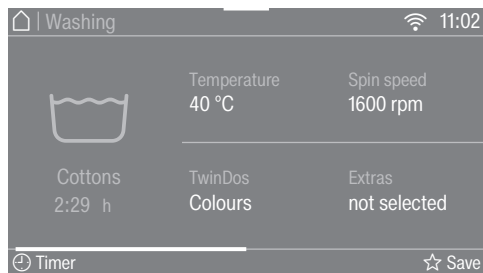 | Washing 11:02
Temperature Spin speed
40 °C 1600 rpm
Cottons TwinDos Extras
2:29 h Colours not selected
Timer Save